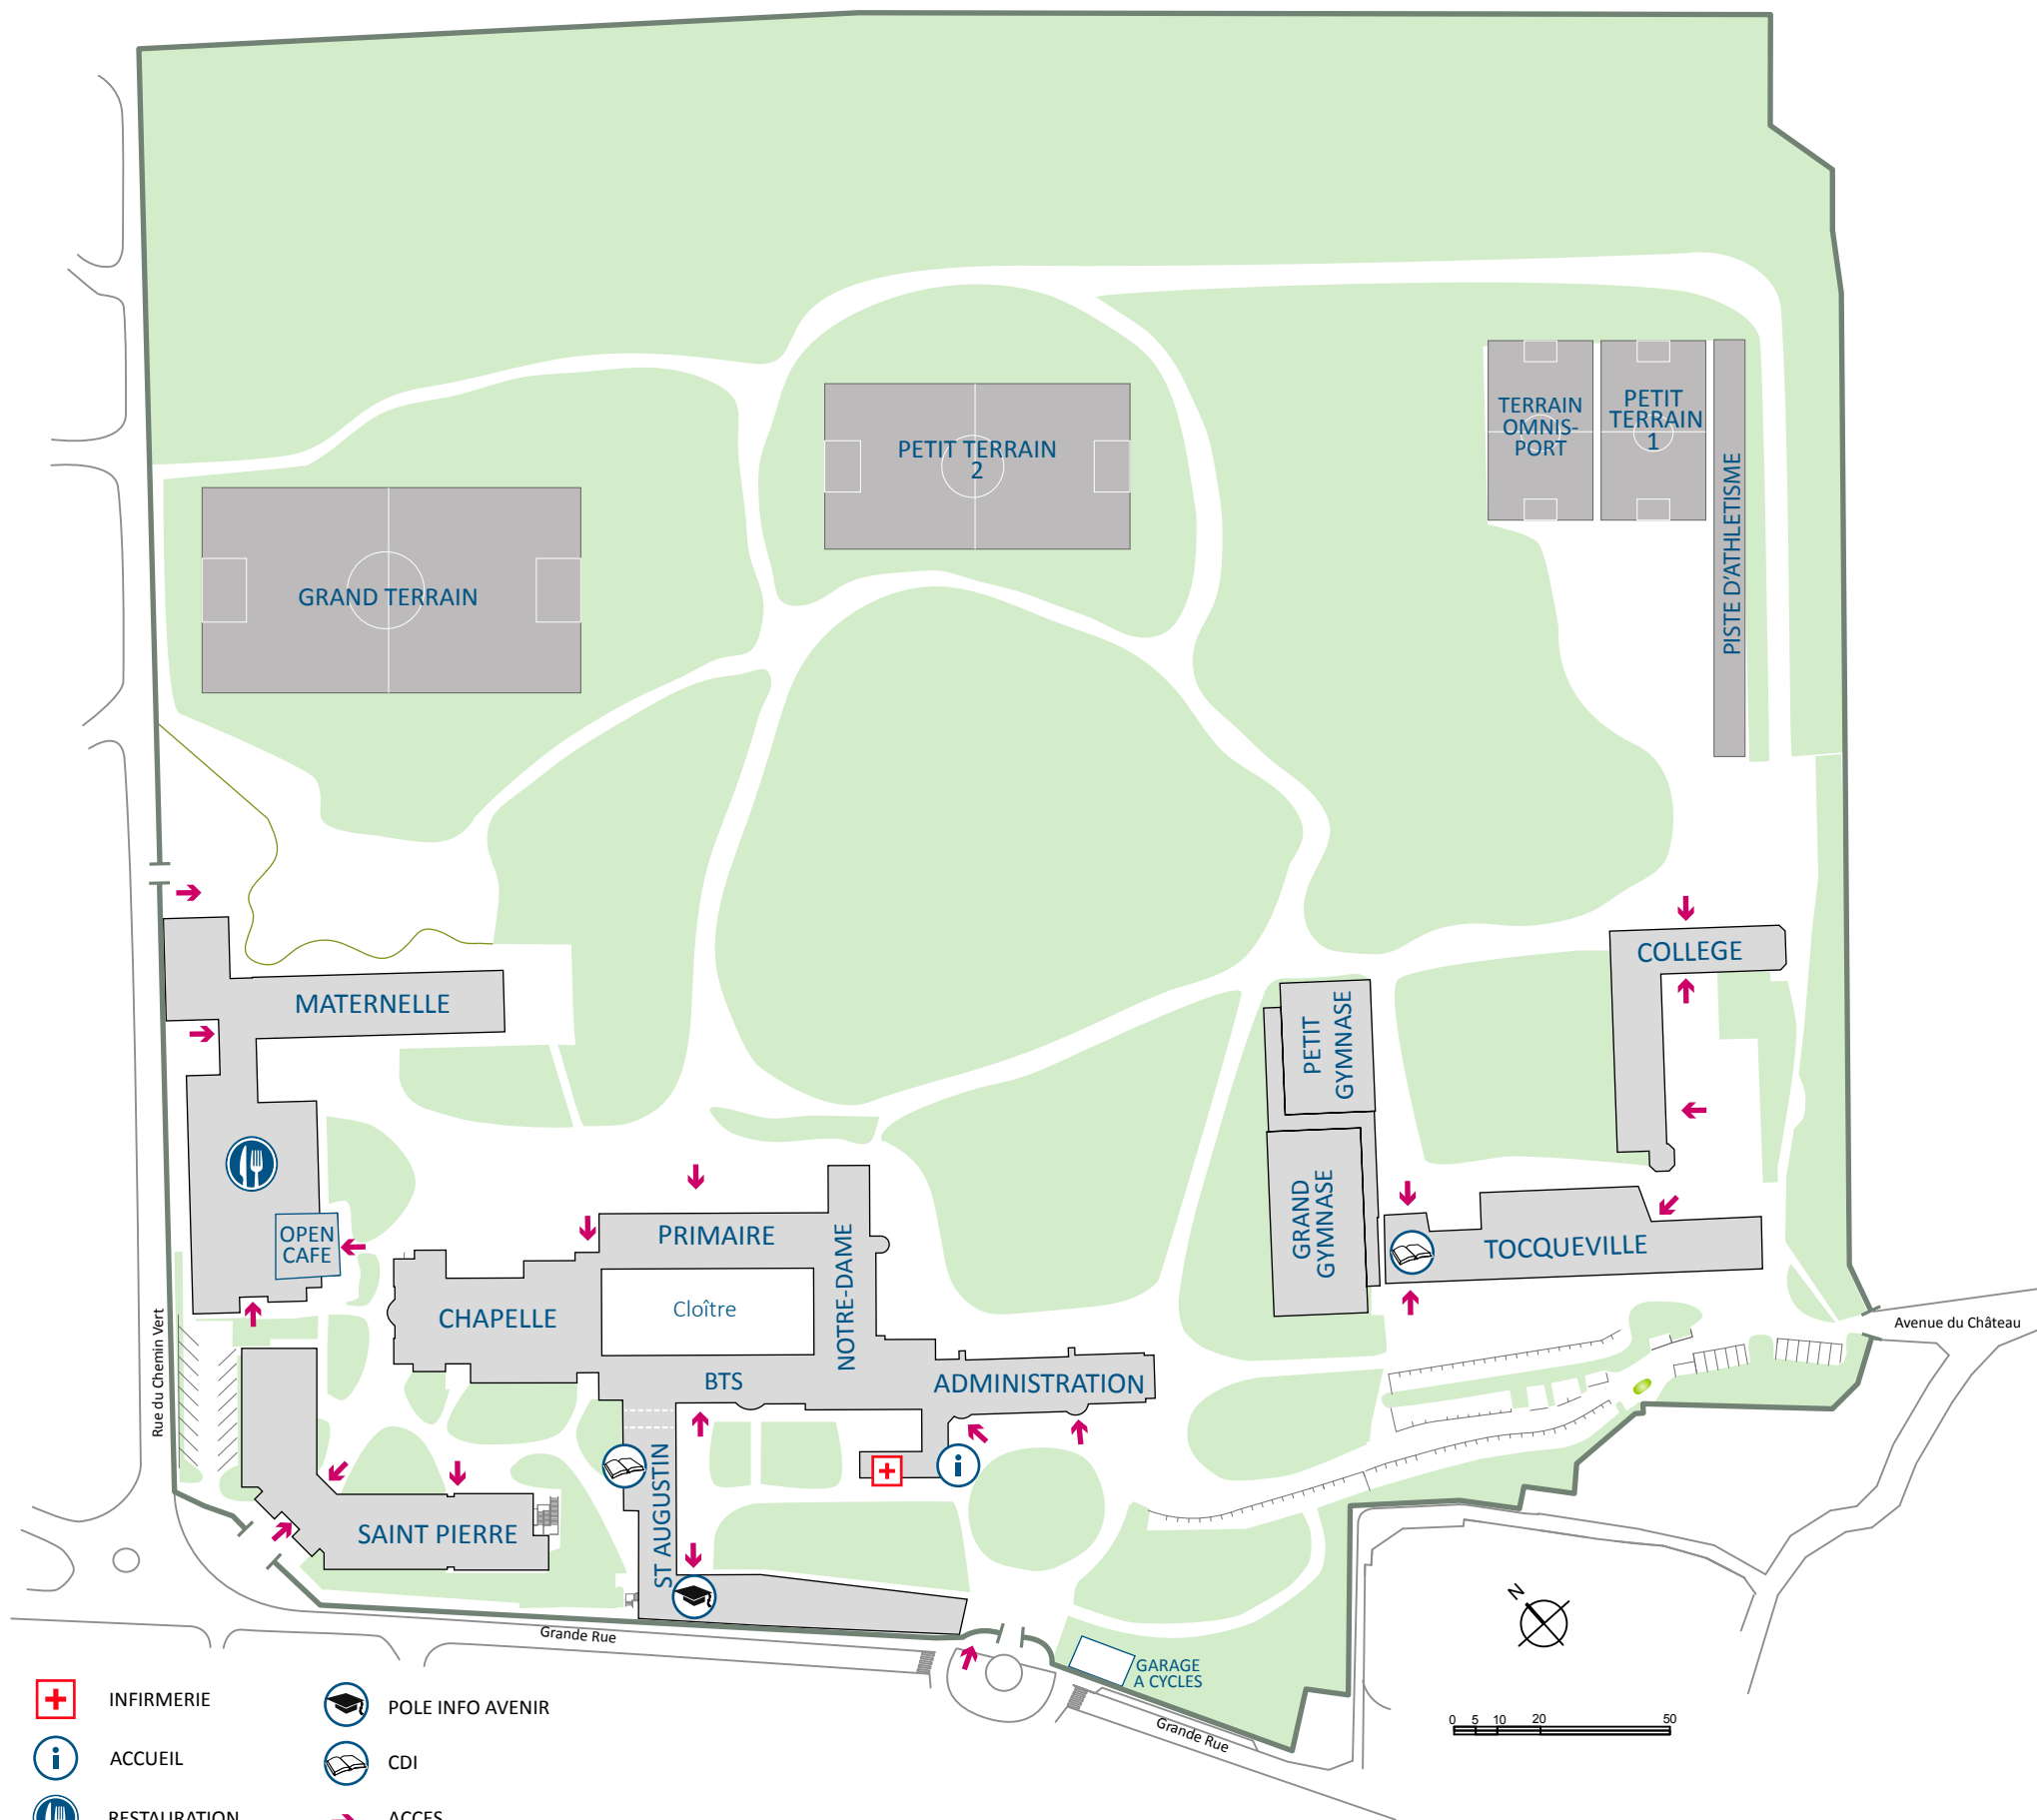 TERRAIN
OMNIS-
PORT
PETIT
TERRAIN
1
PETIT TERRAIN
2
PISTE D'ATHLETISME
GRAND TERRAIN
COLLEGE
MATERNELLE
PETIT
GYMNASE
GRAND
GYMNASE
OPEN
CAFE
PRIMAIRE
NOTRE-DAME
TOCQUEVILLE
CHAPELLE
Cloître
Avenue du Château
Rue du Chemin Vert
BTS
ADMINISTRATION
ST AUGUSTIN
SAINT PIERRE
N
Grande Rue
GARAGE
A CYCLES
Grande Rue
0 5 10 20 50
INFIRMERIE
POLE INFO AVENIR
ACCUEIL
CDI
RESTAURATION
ACCES